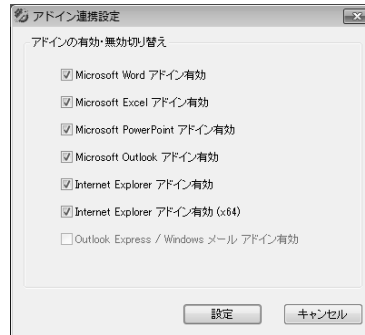 アドイン連携設定
アドインの有効・無効切り替え
Microsoft Word アドイン有効
Microsoft Excel アドイン有効
Microsoft PowerPoint アドイン有効
Microsoft Outlook アドイン有効
Internet Explorer アドイン有効
Internet Explorer アドイン有効 (x64)
Outlook Express / Windows メール アドイン有効
設定 キャンセル